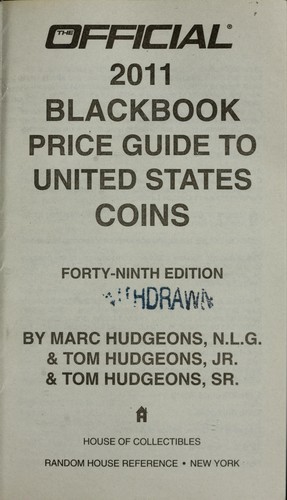 THE OFFICIAL®
2011
BLACKBOOK
PRICE GUIDE TO
UNITED STATES
COINS
FORTY-NINTH EDITION
WITHDRAWN
BY MARC HUDGEONS, N.L.G.
& TOM HUDGEONS, JR.
& TOM HUDGEONS, SR.
HOUSE OF COLLECTIBLES
RANDOM HOUSE REFERENCE • NEW YORK